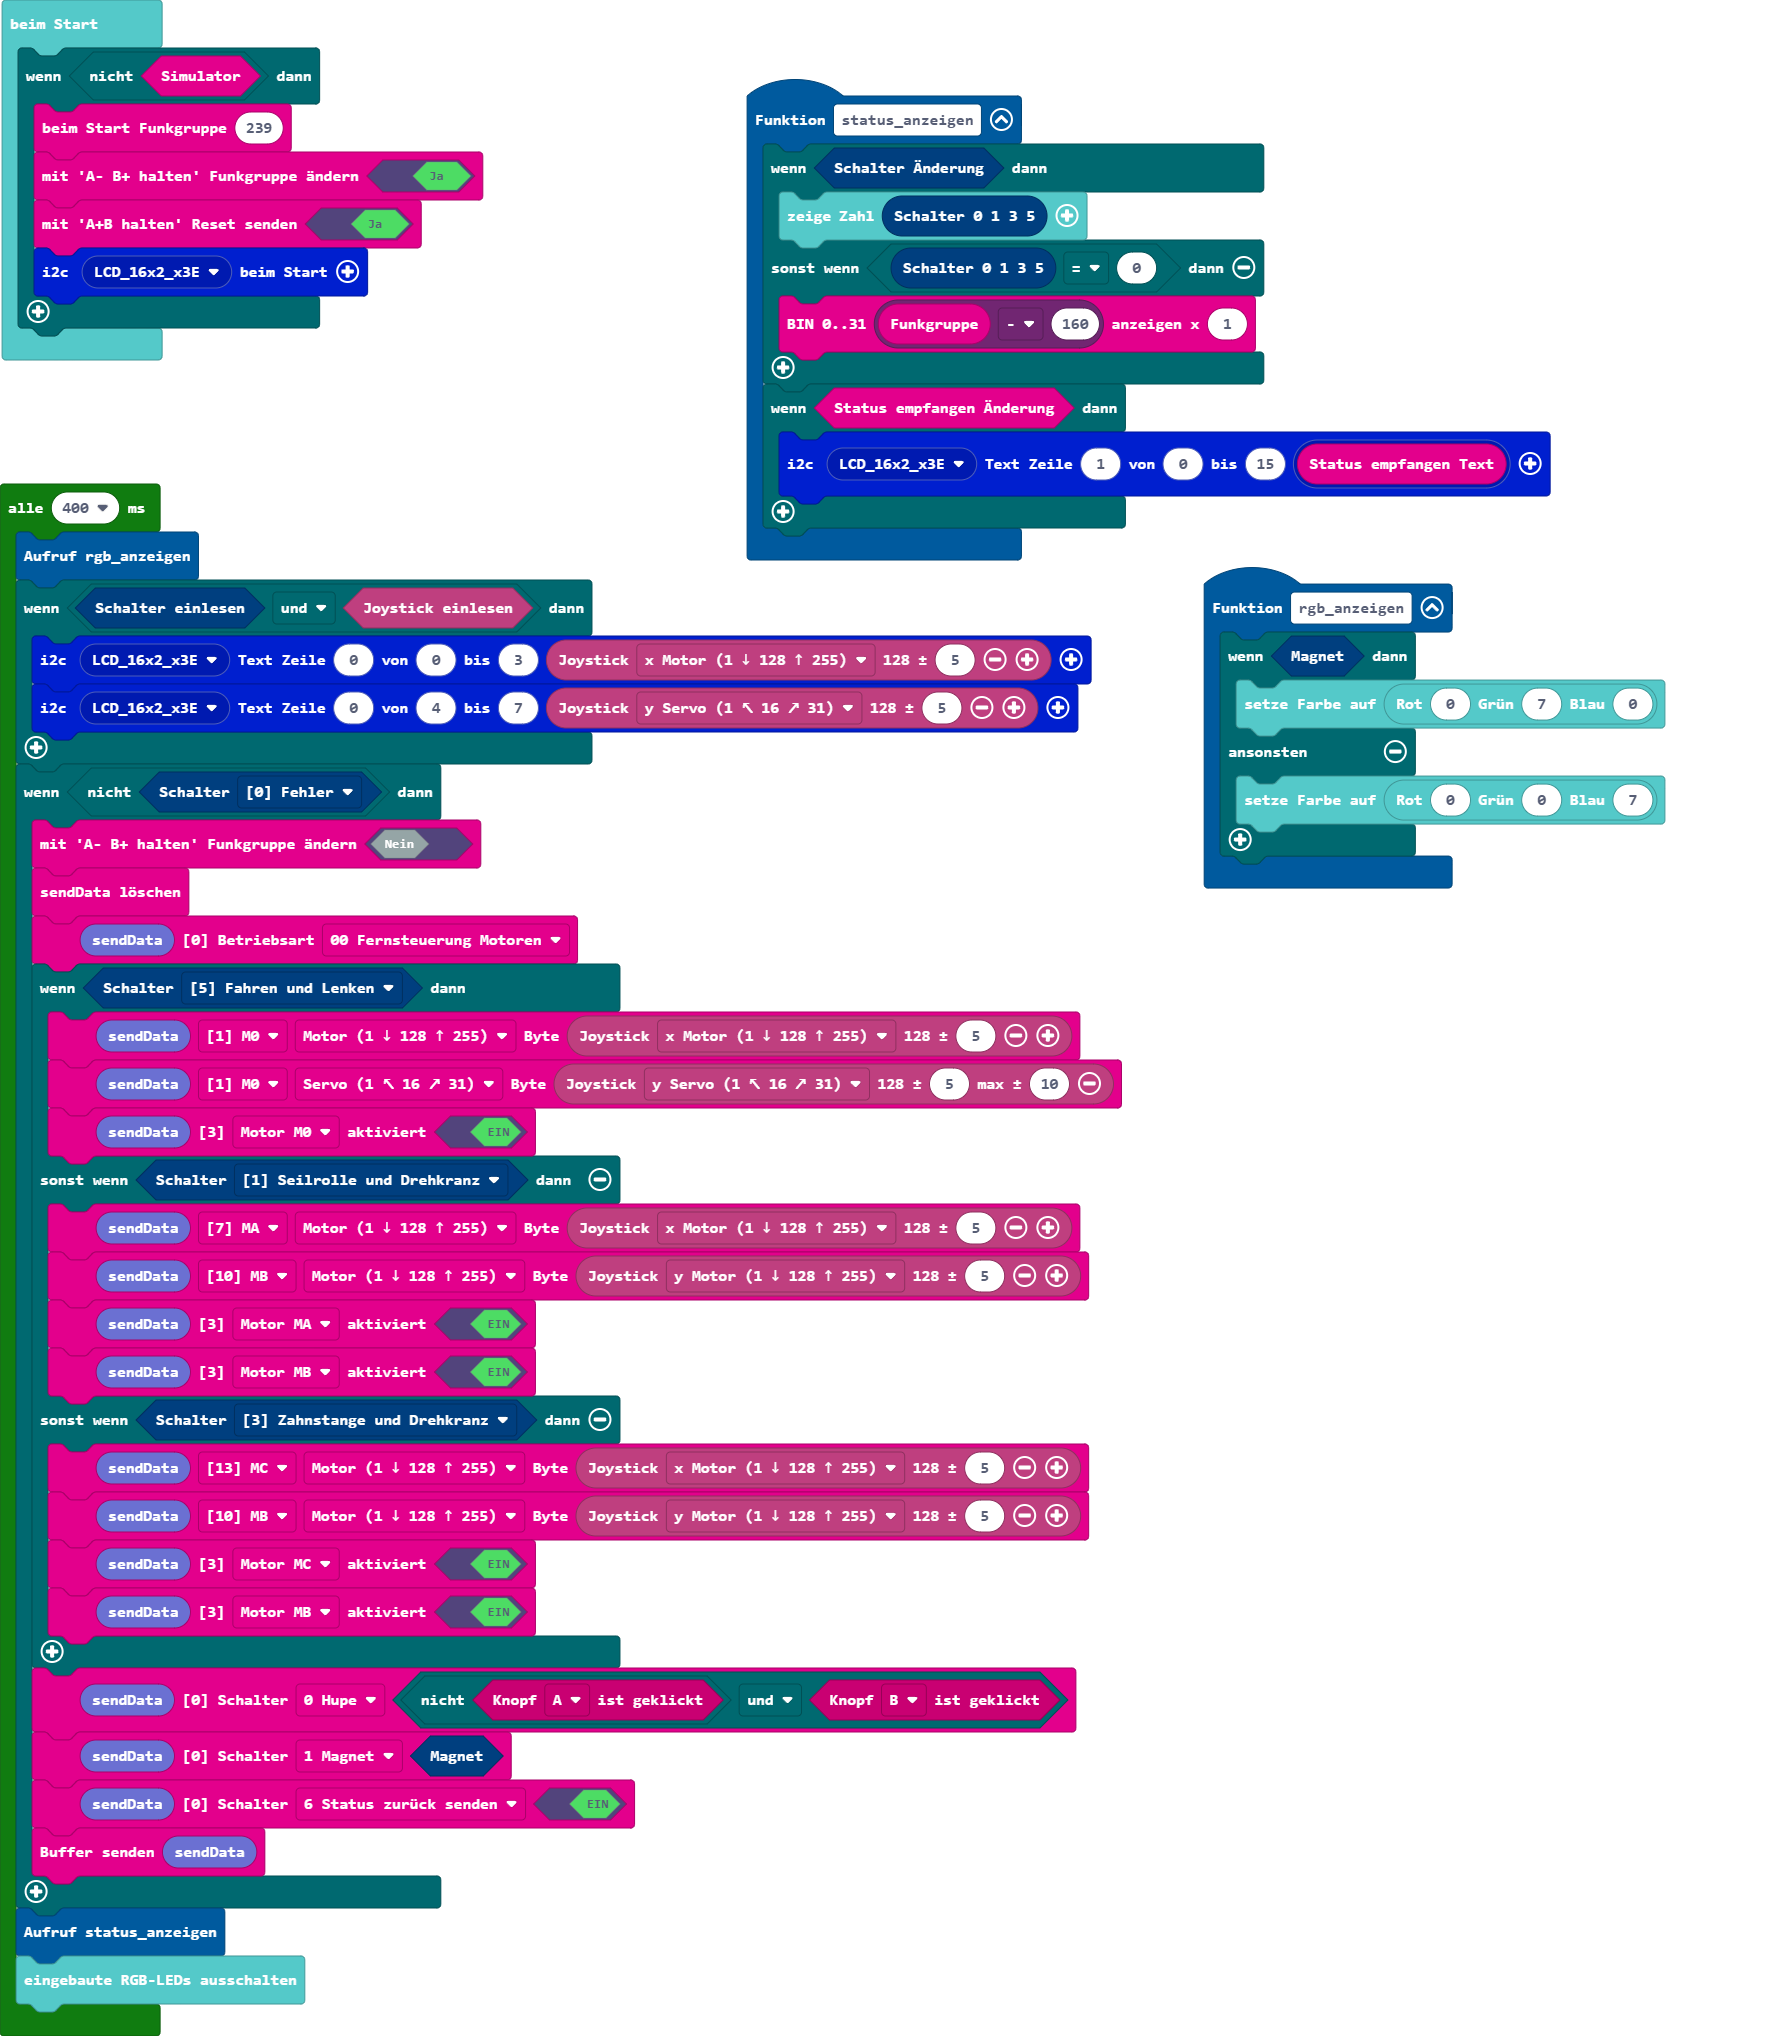 beim Start
wenn nicht Simulator dann
beim Start Funkgruppe 239
mit 'A- B+ halten' Funkgruppe ändern Ja
mit 'A+B halten' Reset senden Ja
i2c LCD_16x2_x3E beim Start
Funktion status_anzeigen
wenn Schalter Änderung dann
zeige Zahl Schalter 0 1 3 5
sonst wenn Schalter 0 1 3 5 = 0 dann
BIN 0..31 Funkgruppe - 160 anzeigen x 1
wenn Status empfangen Änderung dann
i2c LCD_16x2_x3E Text Zeile 1 von 0 bis 15 Status empfangen Text
alle 400 ms
Aufruf rgb_anzeigen
wenn Schalter einlesen und Joystick einlesen dann
i2c LCD_16x2_x3E Text Zeile 0 von 0 bis 3 Joystick x Motor (1 ↓ 128 ↑ 255) 128 ± 5
i2c LCD_16x2_x3E Text Zeile 0 von 4 bis 7 Joystick y Servo (1 ↖ 16 ↗ 31) 128 ± 5
wenn nicht Schalter [0] Fehler dann
mit 'A- B+ halten' Funkgruppe ändern Nein
sendData löschen
sendData [0] Betriebsart 00 Fernsteuerung Motoren
wenn Schalter [5] Fahren und Lenken dann
sendData [1] M0 Motor (1 ↓ 128 ↑ 255) Byte Joystick x Motor (1 ↓ 128 ↑ 255) 128 ± 5
sendData [1] M0 Servo (1 ↖ 16 ↗ 31) Byte Joystick y Servo (1 ↖ 16 ↗ 31) 128 ± 5 max ± 10
sendData [3] Motor M0 aktiviert EIN
sonst wenn Schalter [1] Seilrolle und Drehkranz dann
sendData [7] MA Motor (1 ↓ 128 ↑ 255) Byte Joystick x Motor (1 ↓ 128 ↑ 255) 128 ± 5
sendData [10] MB Motor (1 ↓ 128 ↑ 255) Byte Joystick y Motor (1 ↓ 128 ↑ 255) 128 ± 5
sendData [3] Motor MA aktiviert EIN
sendData [3] Motor MB aktiviert EIN
sonst wenn Schalter [3] Zahnstange und Drehkranz dann
sendData [13] MC Motor (1 ↓ 128 ↑ 255) Byte Joystick x Motor (1 ↓ 128 ↑ 255) 128 ± 5
sendData [10] MB Motor (1 ↓ 128 ↑ 255) Byte Joystick y Motor (1 ↓ 128 ↑ 255) 128 ± 5
sendData [3] Motor MC aktiviert EIN
sendData [3] Motor MB aktiviert EIN
sendData [0] Schalter 0 Hupe nicht Knopf A ist geklickt und Knopf B ist geklickt
sendData [0] Schalter 1 Magnet Magnet
sendData [0] Schalter 6 Status zurück senden EIN
Buffer senden sendData
Aufruf status_anzeigen
eingebaute RGB-LEDs ausschalten
Funktion rgb_anzeigen
wenn Magnet dann
setze Farbe auf Rot 0 Grün 7 Blau 0
ansonsten
setze Farbe auf Rot 0 Grün 0 Blau 7